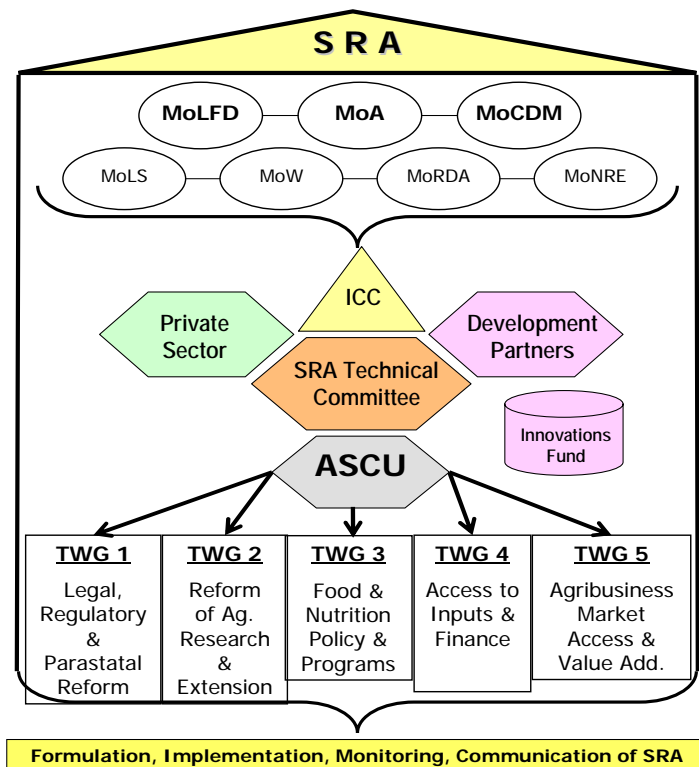 SRA
MoLFD
MoA
MoCDM
MoLS
MoW
MoRDA
MoNRE
ICC
Private
Sector
Development
Partners
SRA Technical
Committee
Innovations
Fund
ASCU
TWG 1
Legal,
Regulatory
&
Parastatal
Reform
TWG 2
Reform
of Ag.
Research
&
Extension
TWG 3
Food &
Nutrition
Policy &
Programs
TWG 4
Access to
Inputs &
Finance
TWG 5
Agribusiness
Market
Access &
Value Add.
Formulation, Implementation, Monitoring, Communication of SRA